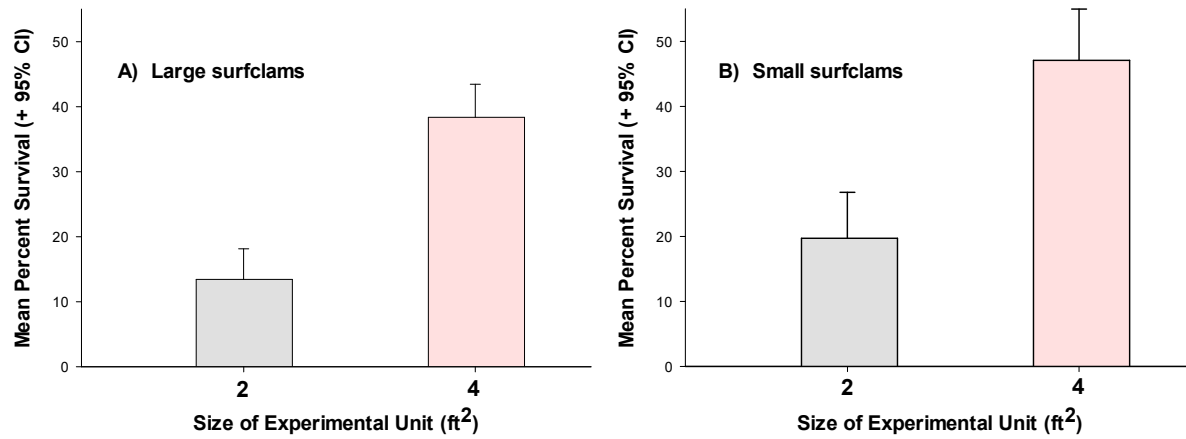 Mean Percent Survival (+ 95% CI)
50
40
30
20
10
0
A) Large surfclams
2
4
Size of Experimental Unit (ft2)
Mean Percent Survival (+ 95% CI)
50
40
30
20
10
0
B) Small surfclams
2
4
Size of Experimental Unit (ft2)